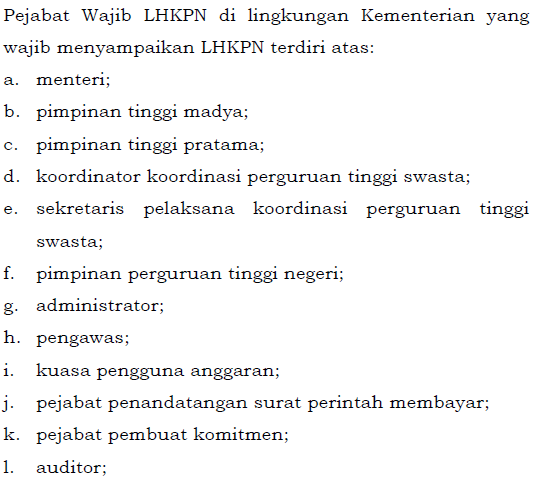 Pejabat Wajib LHKPN di lingkungan Kementerian yang
wajib menyampaikan LHKPN terdiri atas:
a. menteri;
b. pimpinan tinggi madya;
c. pimpinan tinggi pratama;
d. koordinator koordinasi perguruan tinggi swasta;
e. sekretaris pelaksana koordinasi perguruan tinggi
swasta;
f. pimpinan perguruan tinggi negeri;
g. administrator;
h. pengawas;
i. kuasa pengguna anggaran;
j. pejabat penandatangan surat perintah membayar;
k. pejabat pembuat komitmen;
l. auditor;